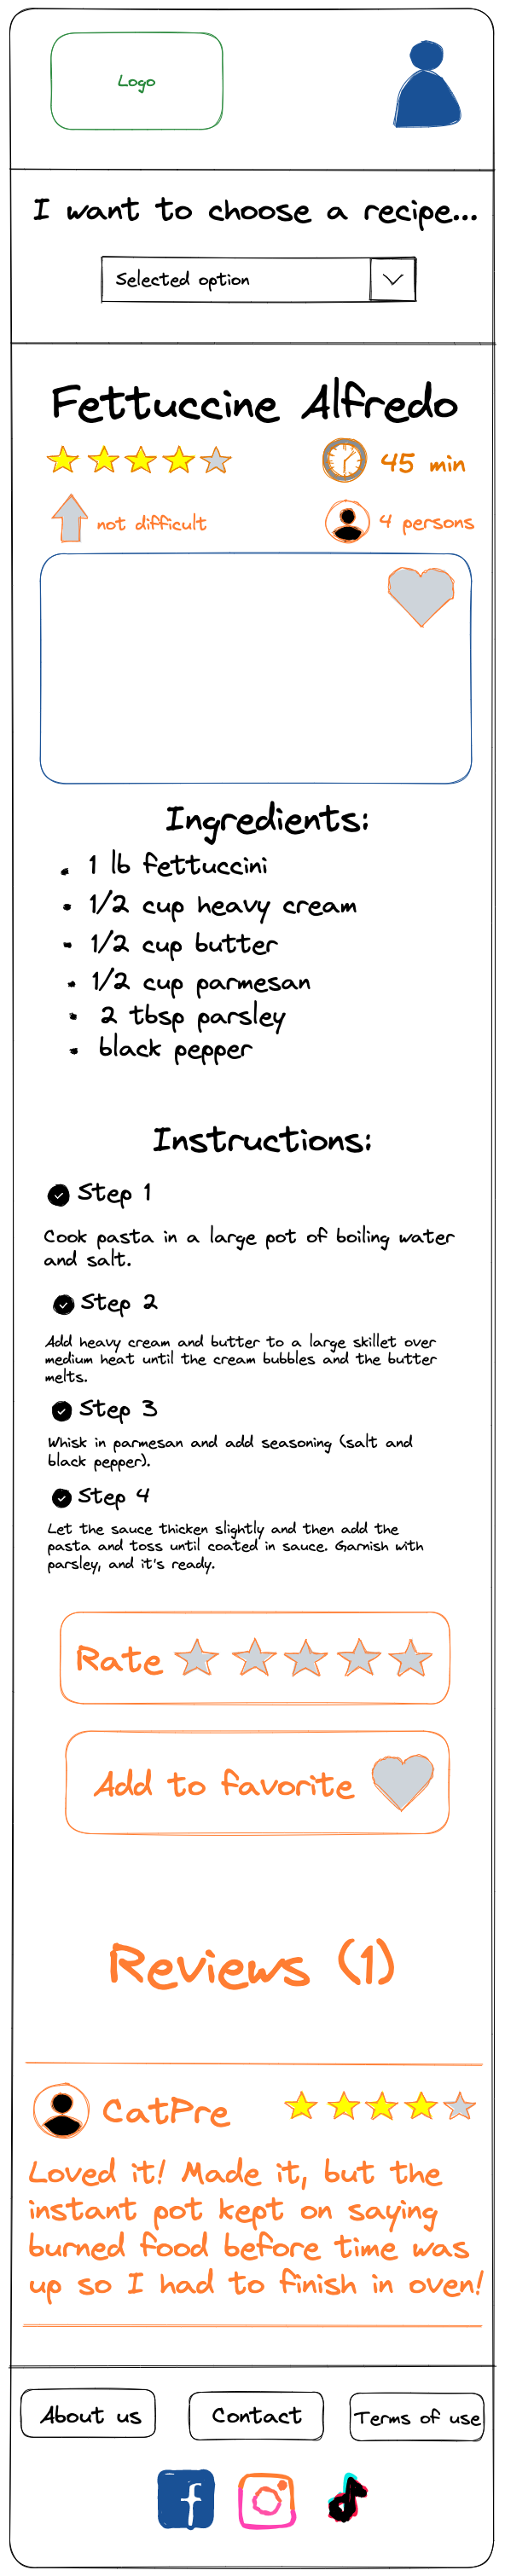 Logo
I want to choose a recipe...
Selected option
Fettuccine Alfredo
45 min
not difficult
4 persons
Ingredients:
1 lb fettuccini
1/2 cup heavy cream
1/2 cup butter
1/2 cup parmesan
2 tbsp parsley
black pepper
Instructions:
Step 1
Cook pasta in a large pot of boiling water
and salt.
Step 2
Add heavy cream and butter to a large skillet over
medium heat until the cream bubbles and the butter
melts.
Step 3
Whisk in parmesan and add seasoning (salt and
black pepper).
Step 4
Let the sauce thicken slightly and then add the
pasta and toss until coated in sauce. Garnish with
parsley, and it's ready.
Rate
Add to favorite
Reviews (1)
CatPre
Loved it! Made it, but the
instant pot kept on saying
burned food before time was
up so I had to finish in oven!
About us
Contact
Terms of use